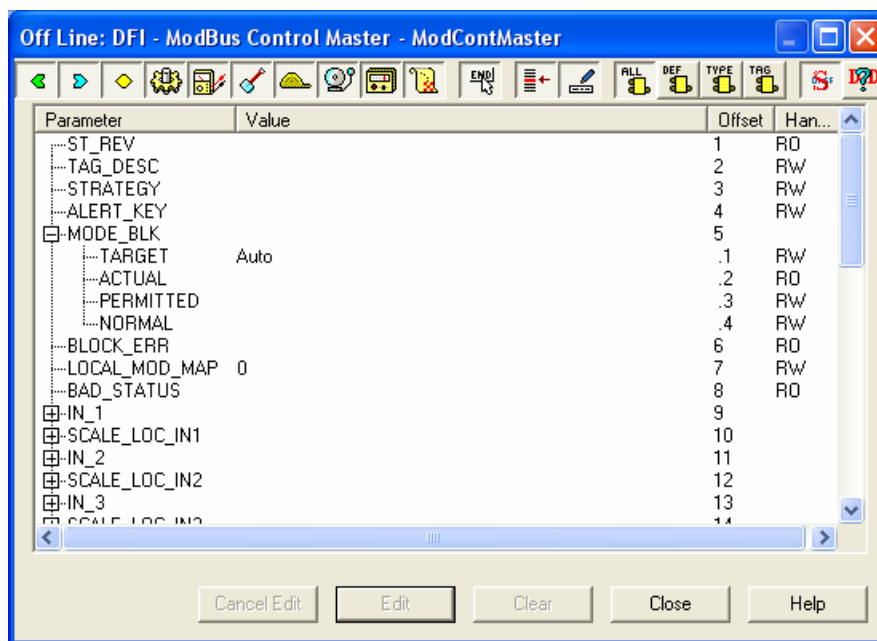 Off Line: DFI - ModBus Control Master - ModContMaster
END ALL DEF TYPE TAG
Parameter Value Offset Han...
ST_REV 1 RO
TAG_DESC 2 RW
STRATEGY 3 RW
ALERT_KEY 4 RW
MODE_BLK 5
TARGET Auto .1 RW
ACTUAL .2 RO
PERMITTED .3 RW
NORMAL .4 RW
BLOCK_ERR 6 RO
LOCAL_MOD_MAP 0 7 RW
BAD_STATUS 8 RO
IN_1 9
SCALE_LOC_IN1 10
IN_2 11
SCALE_LOC_IN2 12
IN_3 13
Cancel Edit Edit Clear Close Help